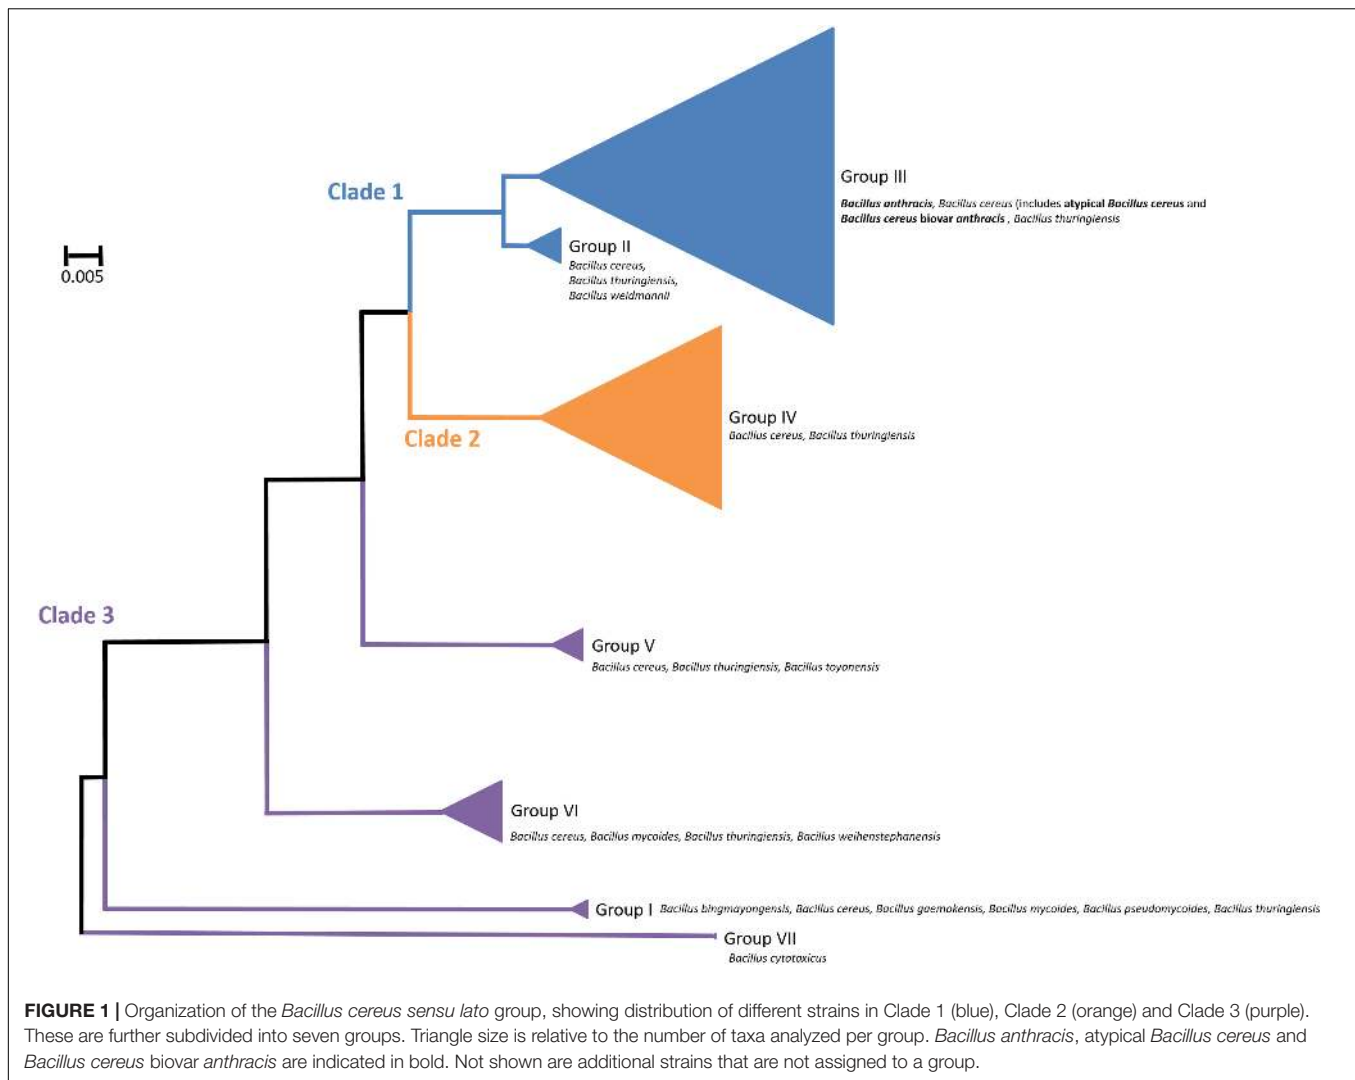 Clade 1
Group III
Bacillus anthracis, Bacillus cereus (includes atypical Bacillus cereus and
Bacillus cereus biovar anthracis , Bacillus thuringiensis
0.005
Group II
Bacillus cereus,
Bacillus thuringiensis,
Bacillus weidmannii
Group IV
Bacillus cereus, Bacillus thuringiensis
Clade 2
Clade 3
Group V
Bacillus cereus, Bacillus thuringiensis, Bacillus toyonensis
Group VI
Bacillus cereus, Bacillus mycoides, Bacillus thuringiensis, Bacillus weihenstephanensis
Group I Bacillus bingmayongensis, Bacillus cereus, Bacillus gaemokensis, Bacillus mycoides, Bacillus pseudomycoides, Bacillus thuringiensis
Group VII
Bacillus cytotoxicus
FIGURE 1 | Organization of the Bacillus cereus sensu lato group, showing distribution of different strains in Clade 1 (blue), Clade 2 (orange) and Clade 3 (purple).
These are further subdivided into seven groups. Triangle size is relative to the number of taxa analyzed per group. Bacillus anthracis, atypical Bacillus cereus and
Bacillus cereus biovar anthracis are indicated in bold. Not shown are additional strains that are not assigned to a group.